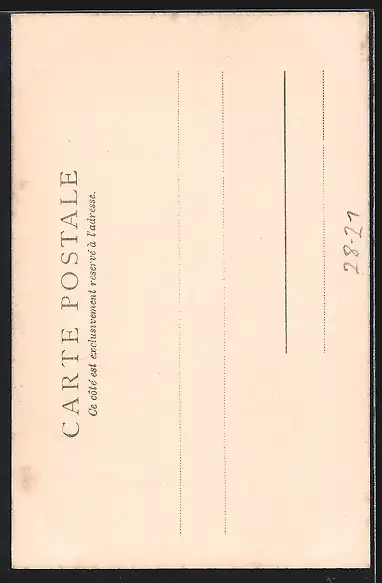 CARTE POSTALE
Ce côté est exclusivement réservé à l'adresse.
28-21